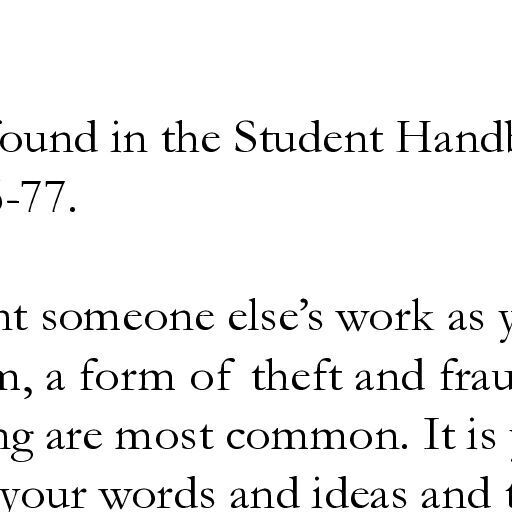 found in the Student Handb
-77.
nt someone else’s work as y
m, a form of theft and frau
ng are most common. It is
your words and ideas and t